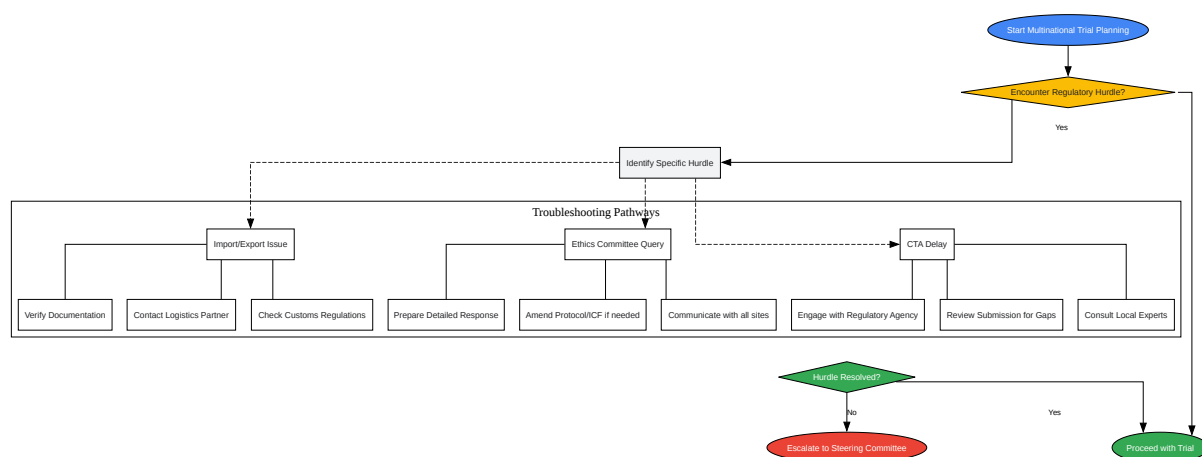 Start Multinational Trial Planning
Encounter Regulatory Hurdle?
Yes
Identify Specific Hurdle
Troubleshooting Pathways
Import/Export Issue
Ethics Committee Query
CTA Delay
Verify Documentation
Contact Logistics Partner
Check Customs Regulations
Prepare Detailed Response
Amend Protocol/ICF if needed
Communicate with all sites
Engage with Regulatory Agency
Review Submission for Gaps
Consult Local Experts
Hurdle Resolved?
No
Yes
Escalate to Steering Committee
Proceed with Trial